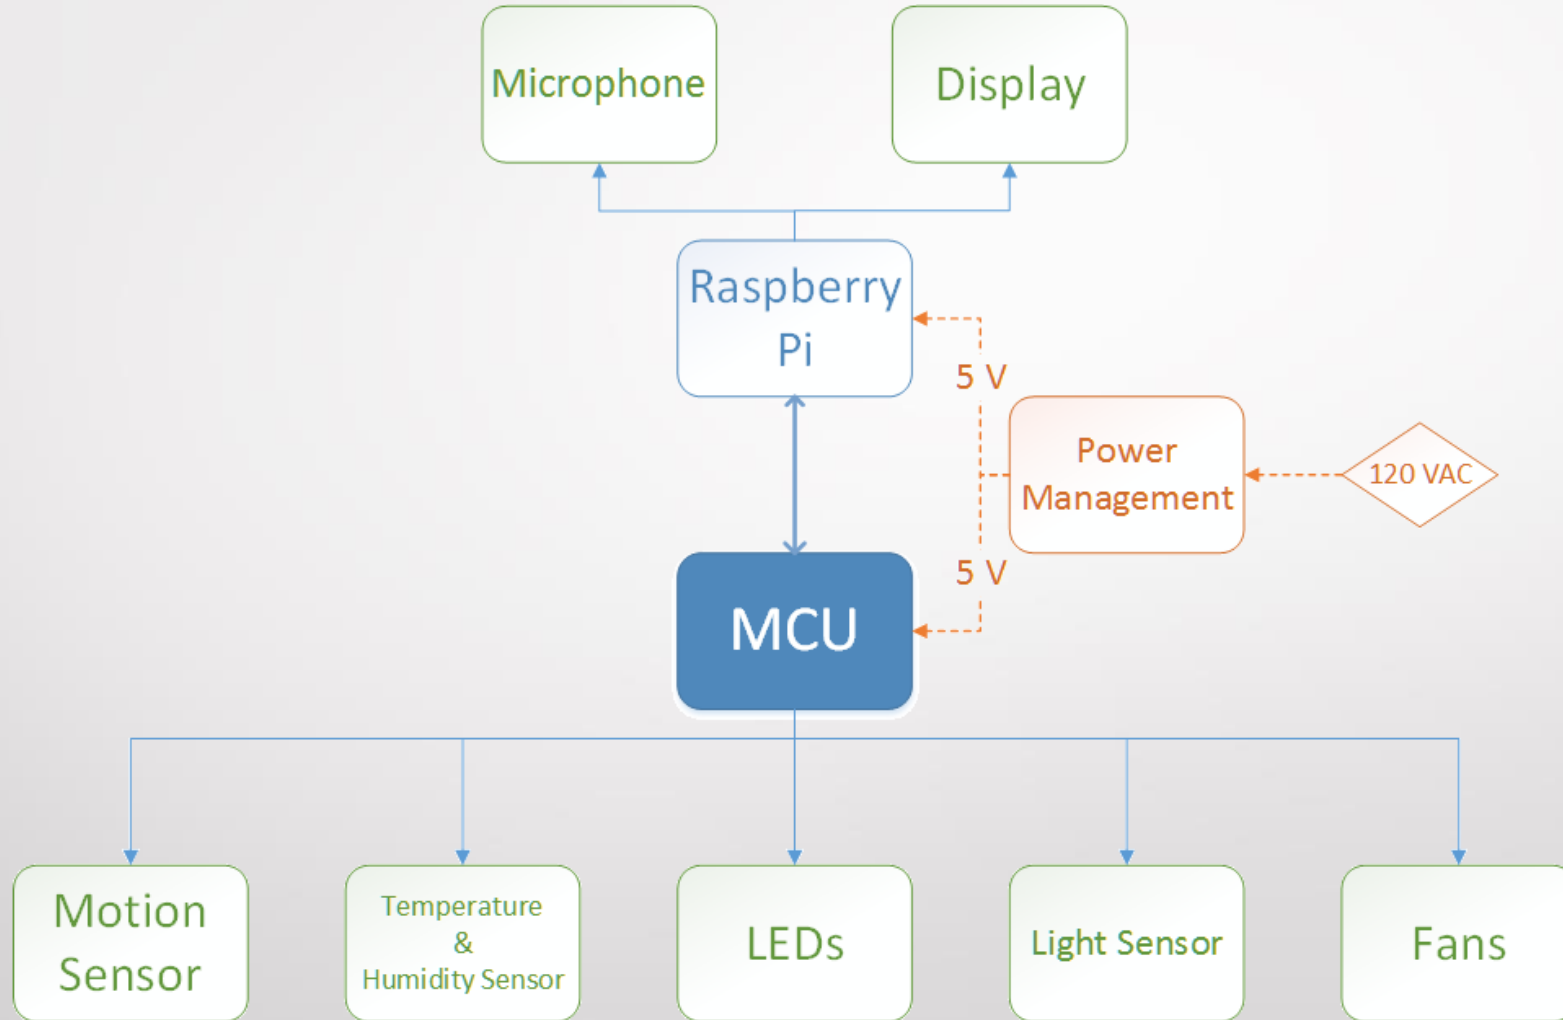 Microphone
Display
Raspberry
Pi
5 V
Power
Management
120 VAC
5 V
MCU
Motion
Sensor
Temperature
&
Humidity Sensor
LEDs
Light Sensor
Fans